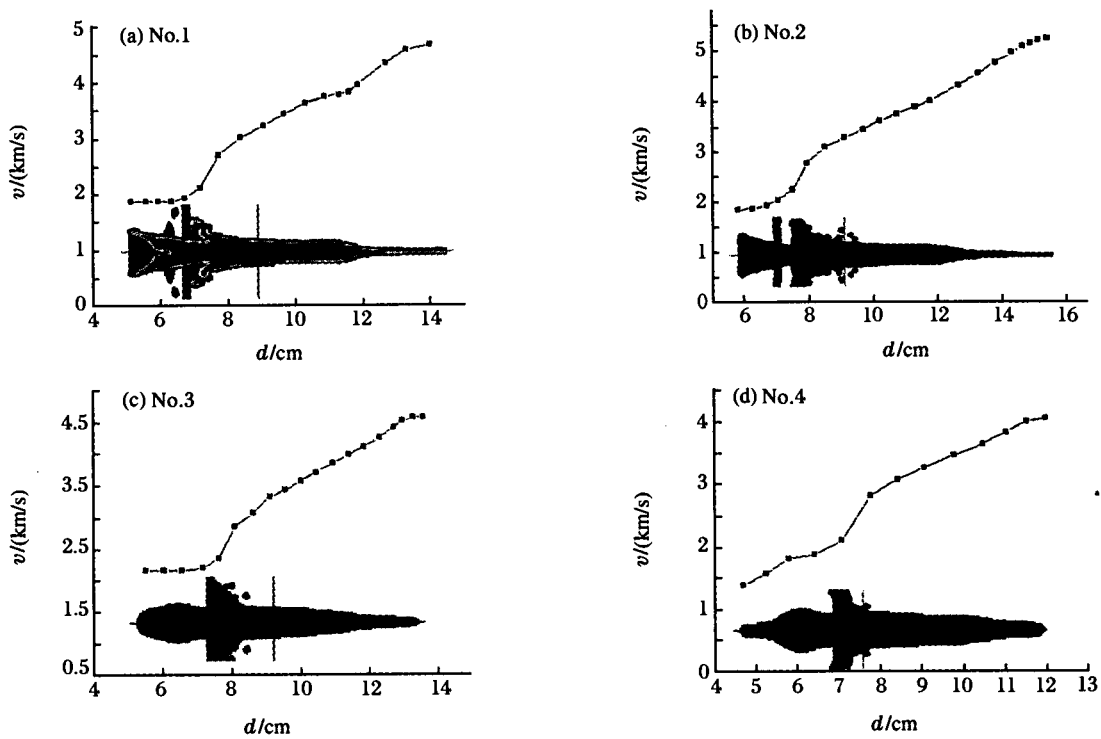 (a) No.1
5
4
3
2
1
0
4 6 8 10 12 14
v/(km/s)
d/cm
(b) No.2
5
4
3
2
1
0
6 8 10 12 14 16
v/(km/s)
d/cm
(c) No.3
4.5
3.5
2.5
1.5
0.5
4 6 8 10 12 14
v/(km/s)
d/cm
(d) No.4
4
3
2
1
0
4 5 6 7 8 9 10 11 12 13
v/(km/s)
d/cm